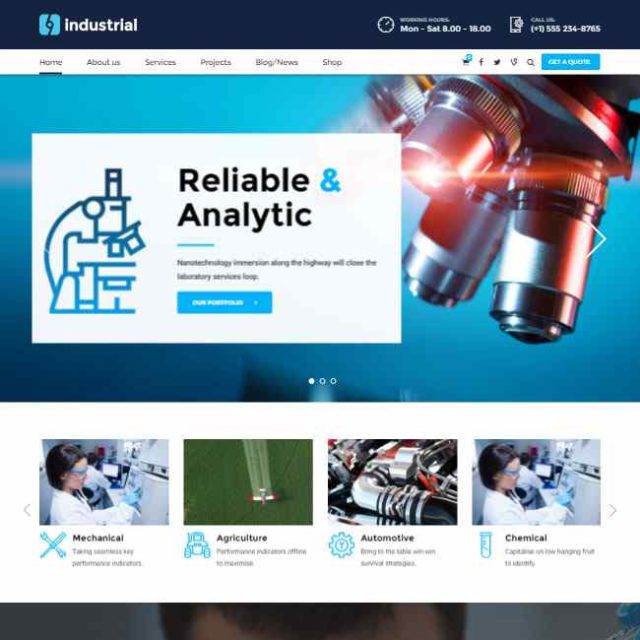 industrial
WORKING HOURS:
Mon - Sat 8.00 - 18.00
CALL US:
(+1) 555 234-8765
Home About us Services Projects Blog/News Shop
GET A QUOTE
Reliable &
Analytic
Nanotechnology immersion along the highway will close the
laboratory services loop.
OUR PORTFOLIO
Mechanical
Taking seamless key
performance indicators.
Agriculture
Performance indicators offline
to maximise.
Automotive
Bring to the table win-win
survival strategies.
Chemical
Capitalise on low hanging fruit
to identify.